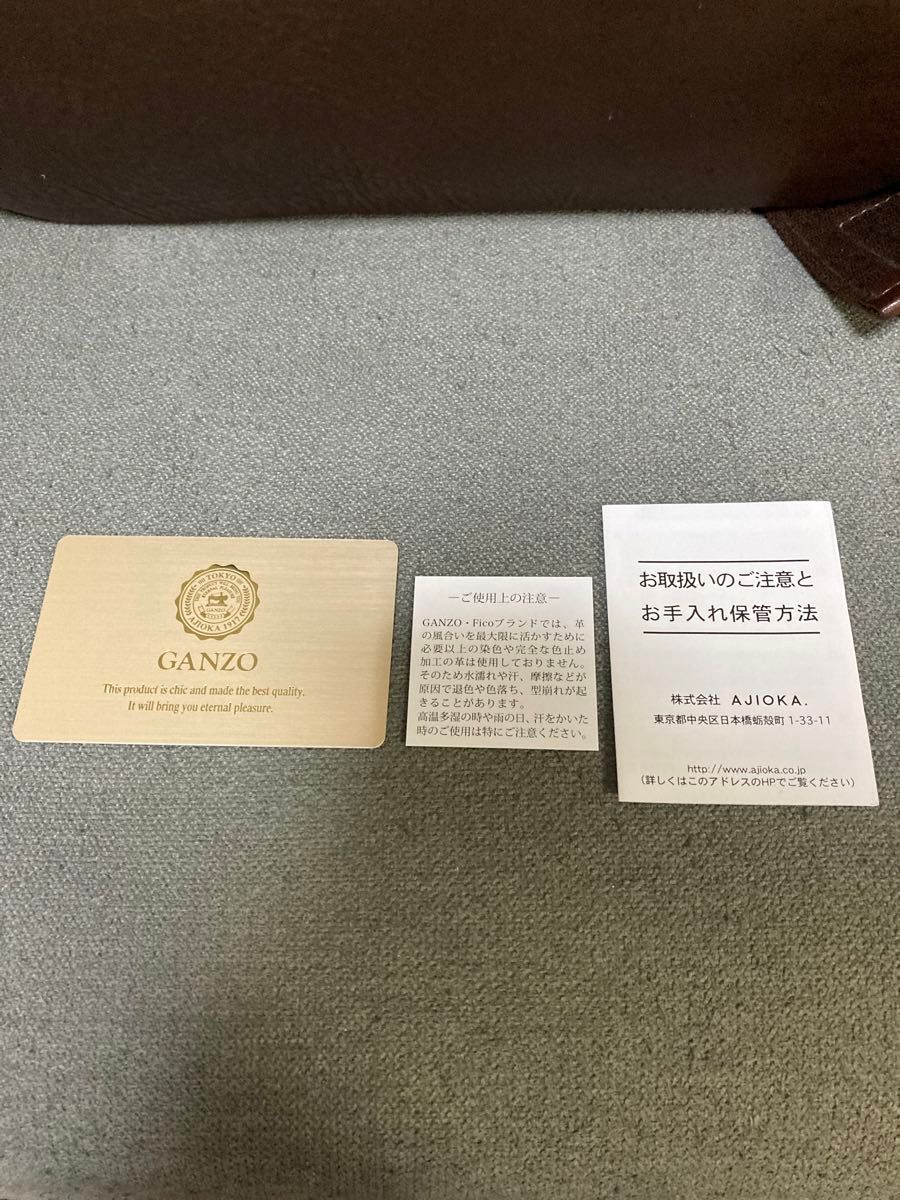 TOKYO
GANZO
AJIOKA 1917
GANZO
This product is chic and made the best quality.
It will bring you eternal pleasure.
―ご使用上の注意―
GANZO・Ficoブランドでは、革
の風合いを最大限に活かすために
必要以上の染色や完全な色止め
加工の革は使用しておりません。
そのため水濡れや汗、摩擦などが
原因で退色や色落ち、型崩れが起
きることがあります。
高温多湿の時や雨の日、汗をかいた
時のご使用は特にご注意ください。
お取扱いのご注意と
お手入れ保管方法
株式会社 AJIOKA.
東京都中央区日本橋蛎殻町 1-33-11
http://www.ajioka.co.jp
(詳しくはこのアドレスのHPでご覧ください)